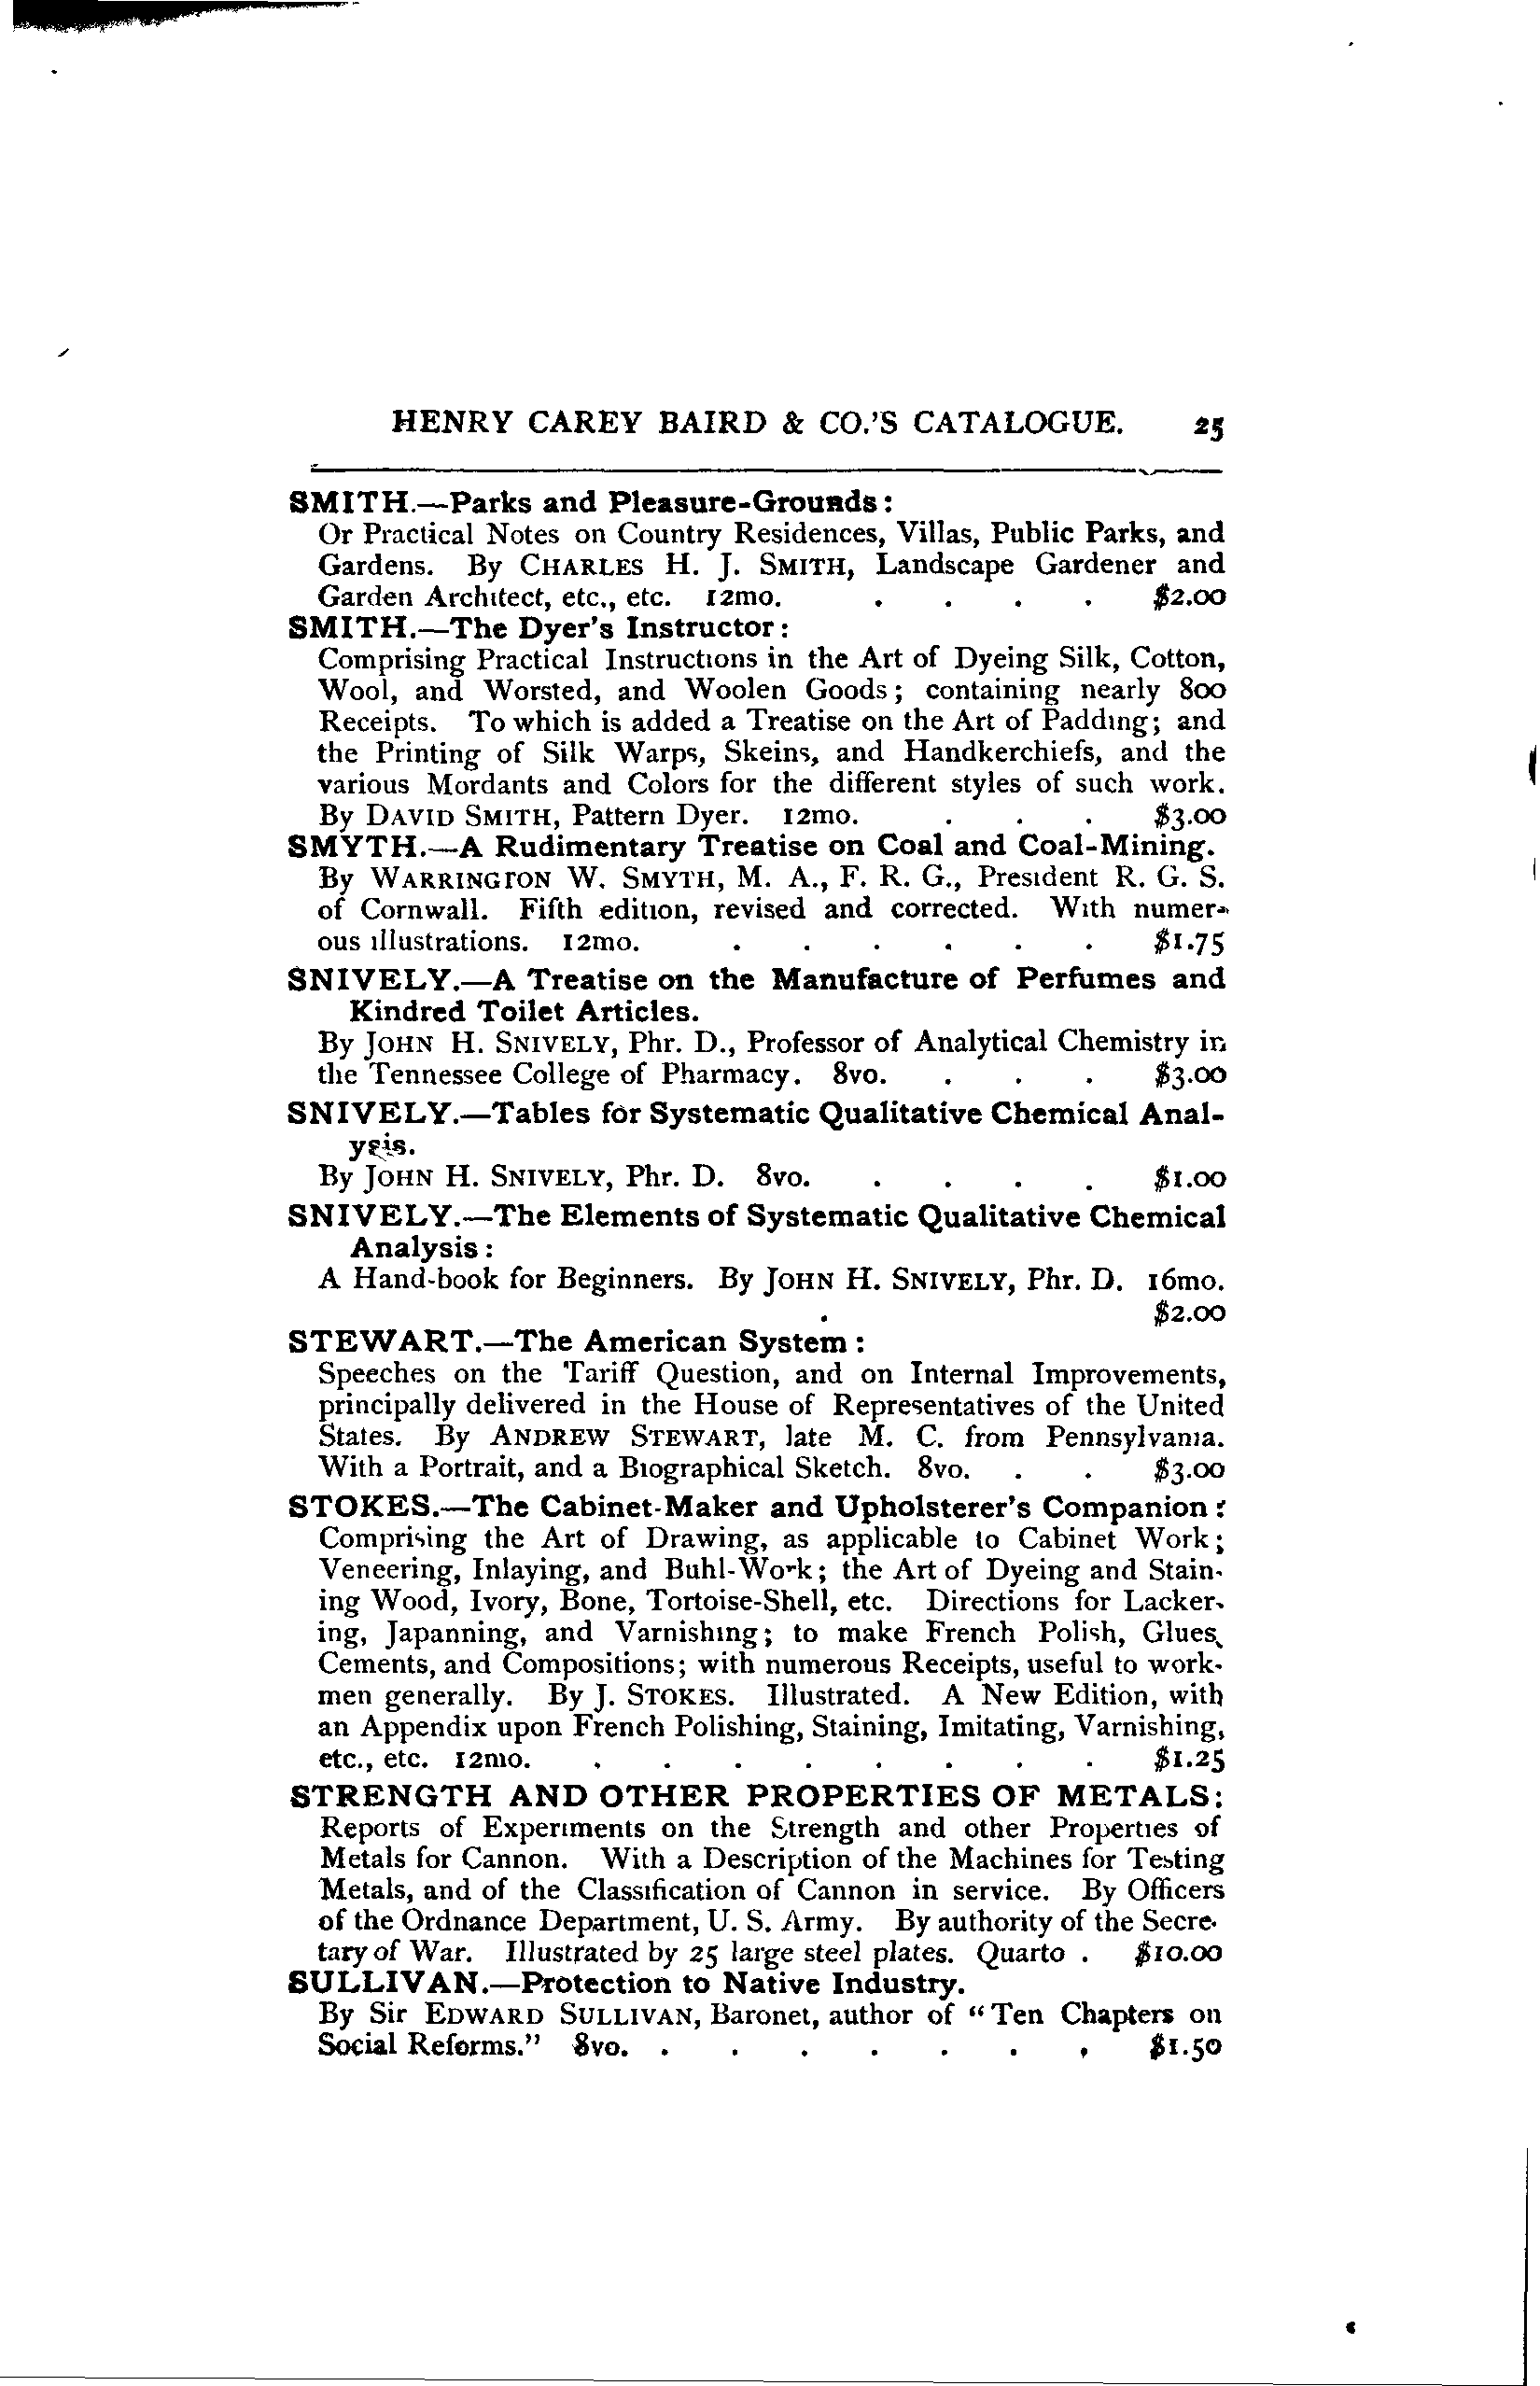 HENRY CAREY BAIRD & CO.'S CATALOGUE. 25
SMITH.—Parks and Pleasure-Grounds:
Or Practical Notes on Country Residences, Villas, Public Parks, and
Gardens. By CHARLES H. J. SMITH, Landscape Gardener and
Garden Architect, etc., etc. 12mo. . . . . $2.00
SMITH.—The Dyer's Instructor:
Comprising Practical Instructions in the Art of Dyeing Silk, Cotton,
Wool, and Worsted, and Woolen Goods; containing nearly 800
Receipts. To which is added a Treatise on the Art of Padding; and
the Printing of Silk Warps, Skeins, and Handkerchiefs, and the
various Mordants and Colors for the different styles of such work.
By DAVID SMITH, Pattern Dyer. 12mo. . . . $3.00
SMYTH.—A Rudimentary Treatise on Coal and Coal-Mining.
By WARRINGTON W. SMYTH, M. A., F. R. G., President R. G. S.
of Cornwall. Fifth edition, revised and corrected. With numer-
ous illustrations. 12mo. . . . . . . $1.75
SNIVELY.—A Treatise on the Manufacture of Perfumes and
Kindred Toilet Articles.
By JOHN H. SNIVELY, Phr. D., Professor of Analytical Chemistry in
the Tennessee College of Pharmacy. 8vo. . . . $3.00
SNIVELY.—Tables for Systematic Qualitative Chemical Anal-
ysis.
By JOHN H. SNIVELY, Phr. D. 8vo. . . . . $1.00
SNIVELY.—The Elements of Systematic Qualitative Chemical
Analysis:
A Hand-book for Beginners. By JOHN H. SNIVELY, Phr. D. 16mo.
. $2.00
STEWART.—The American System:
Speeches on the Tariff Question, and on Internal Improvements,
principally delivered in the House of Representatives of the United
States. By ANDREW STEWART, late M. C. from Pennsylvania.
With a Portrait, and a Biographical Sketch. 8vo. . . $3.00
STOKES.—The Cabinet-Maker and Upholsterer's Companion:
Comprising the Art of Drawing, as applicable to Cabinet Work;
Veneering, Inlaying, and Buhl-Work; the Art of Dyeing and Stain-
ing Wood, Ivory, Bone, Tortoise-Shell, etc. Directions for Lacker-
ing, Japanning, and Varnishing; to make French Polish, Glues,
Cements, and Compositions; with numerous Receipts, useful to work-
men generally. By J. STOKES. Illustrated. A New Edition, with
an Appendix upon French Polishing, Staining, Imitating, Varnishing,
etc., etc. 12mo. . . . . . . . . $1.25
STRENGTH AND OTHER PROPERTIES OF METALS:
Reports of Experiments on the Strength and other Properties of
Metals for Cannon. With a Description of the Machines for Testing
Metals, and of the Classification of Cannon in service. By Officers
of the Ordnance Department, U. S. Army. By authority of the Secre-
tary of War. Illustrated by 25 large steel plates. Quarto . $10.00
SULLIVAN.—Protection to Native Industry.
By Sir EDWARD SULLIVAN, Baronet, author of "Ten Chapters on
Social Reforms." 8vo. . . . . . . . $1.50